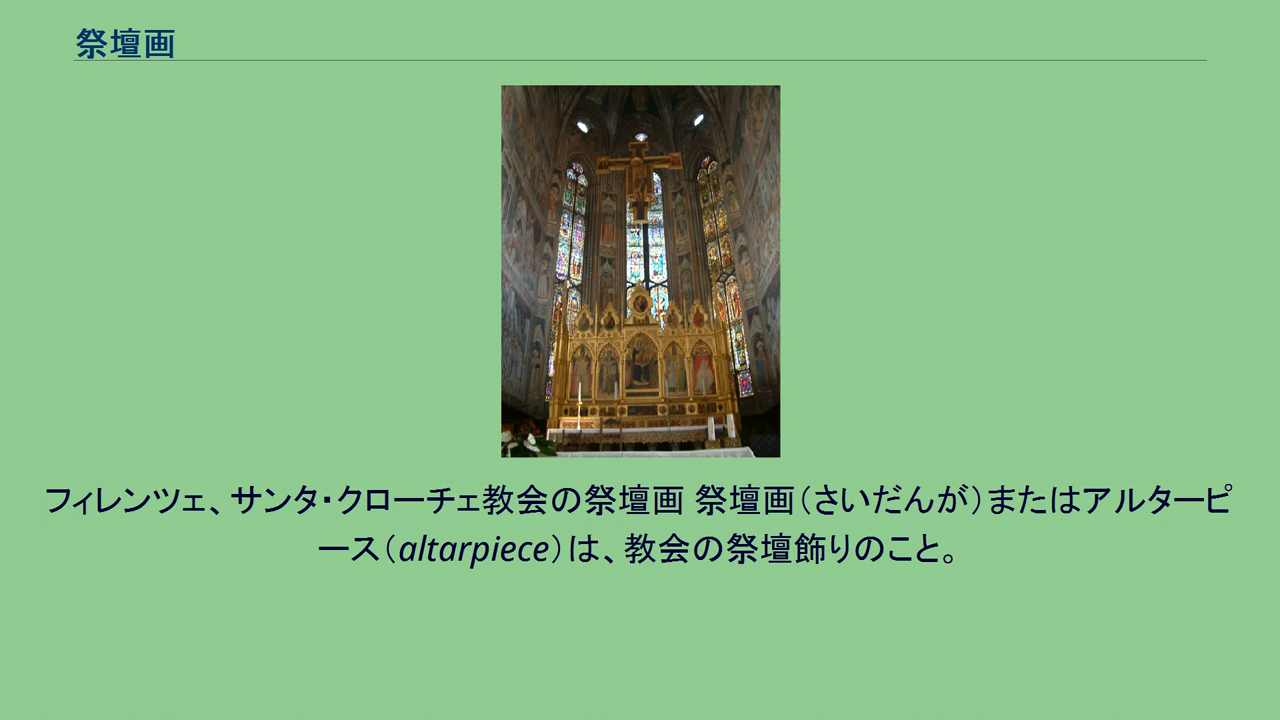 祭壇画
フィレンツェ、サンタ・クローチェ教会の祭壇画 祭壇画（さいだんが）またはアルターピ
ース（altarpiece）は、教会の祭壇飾りのこと。